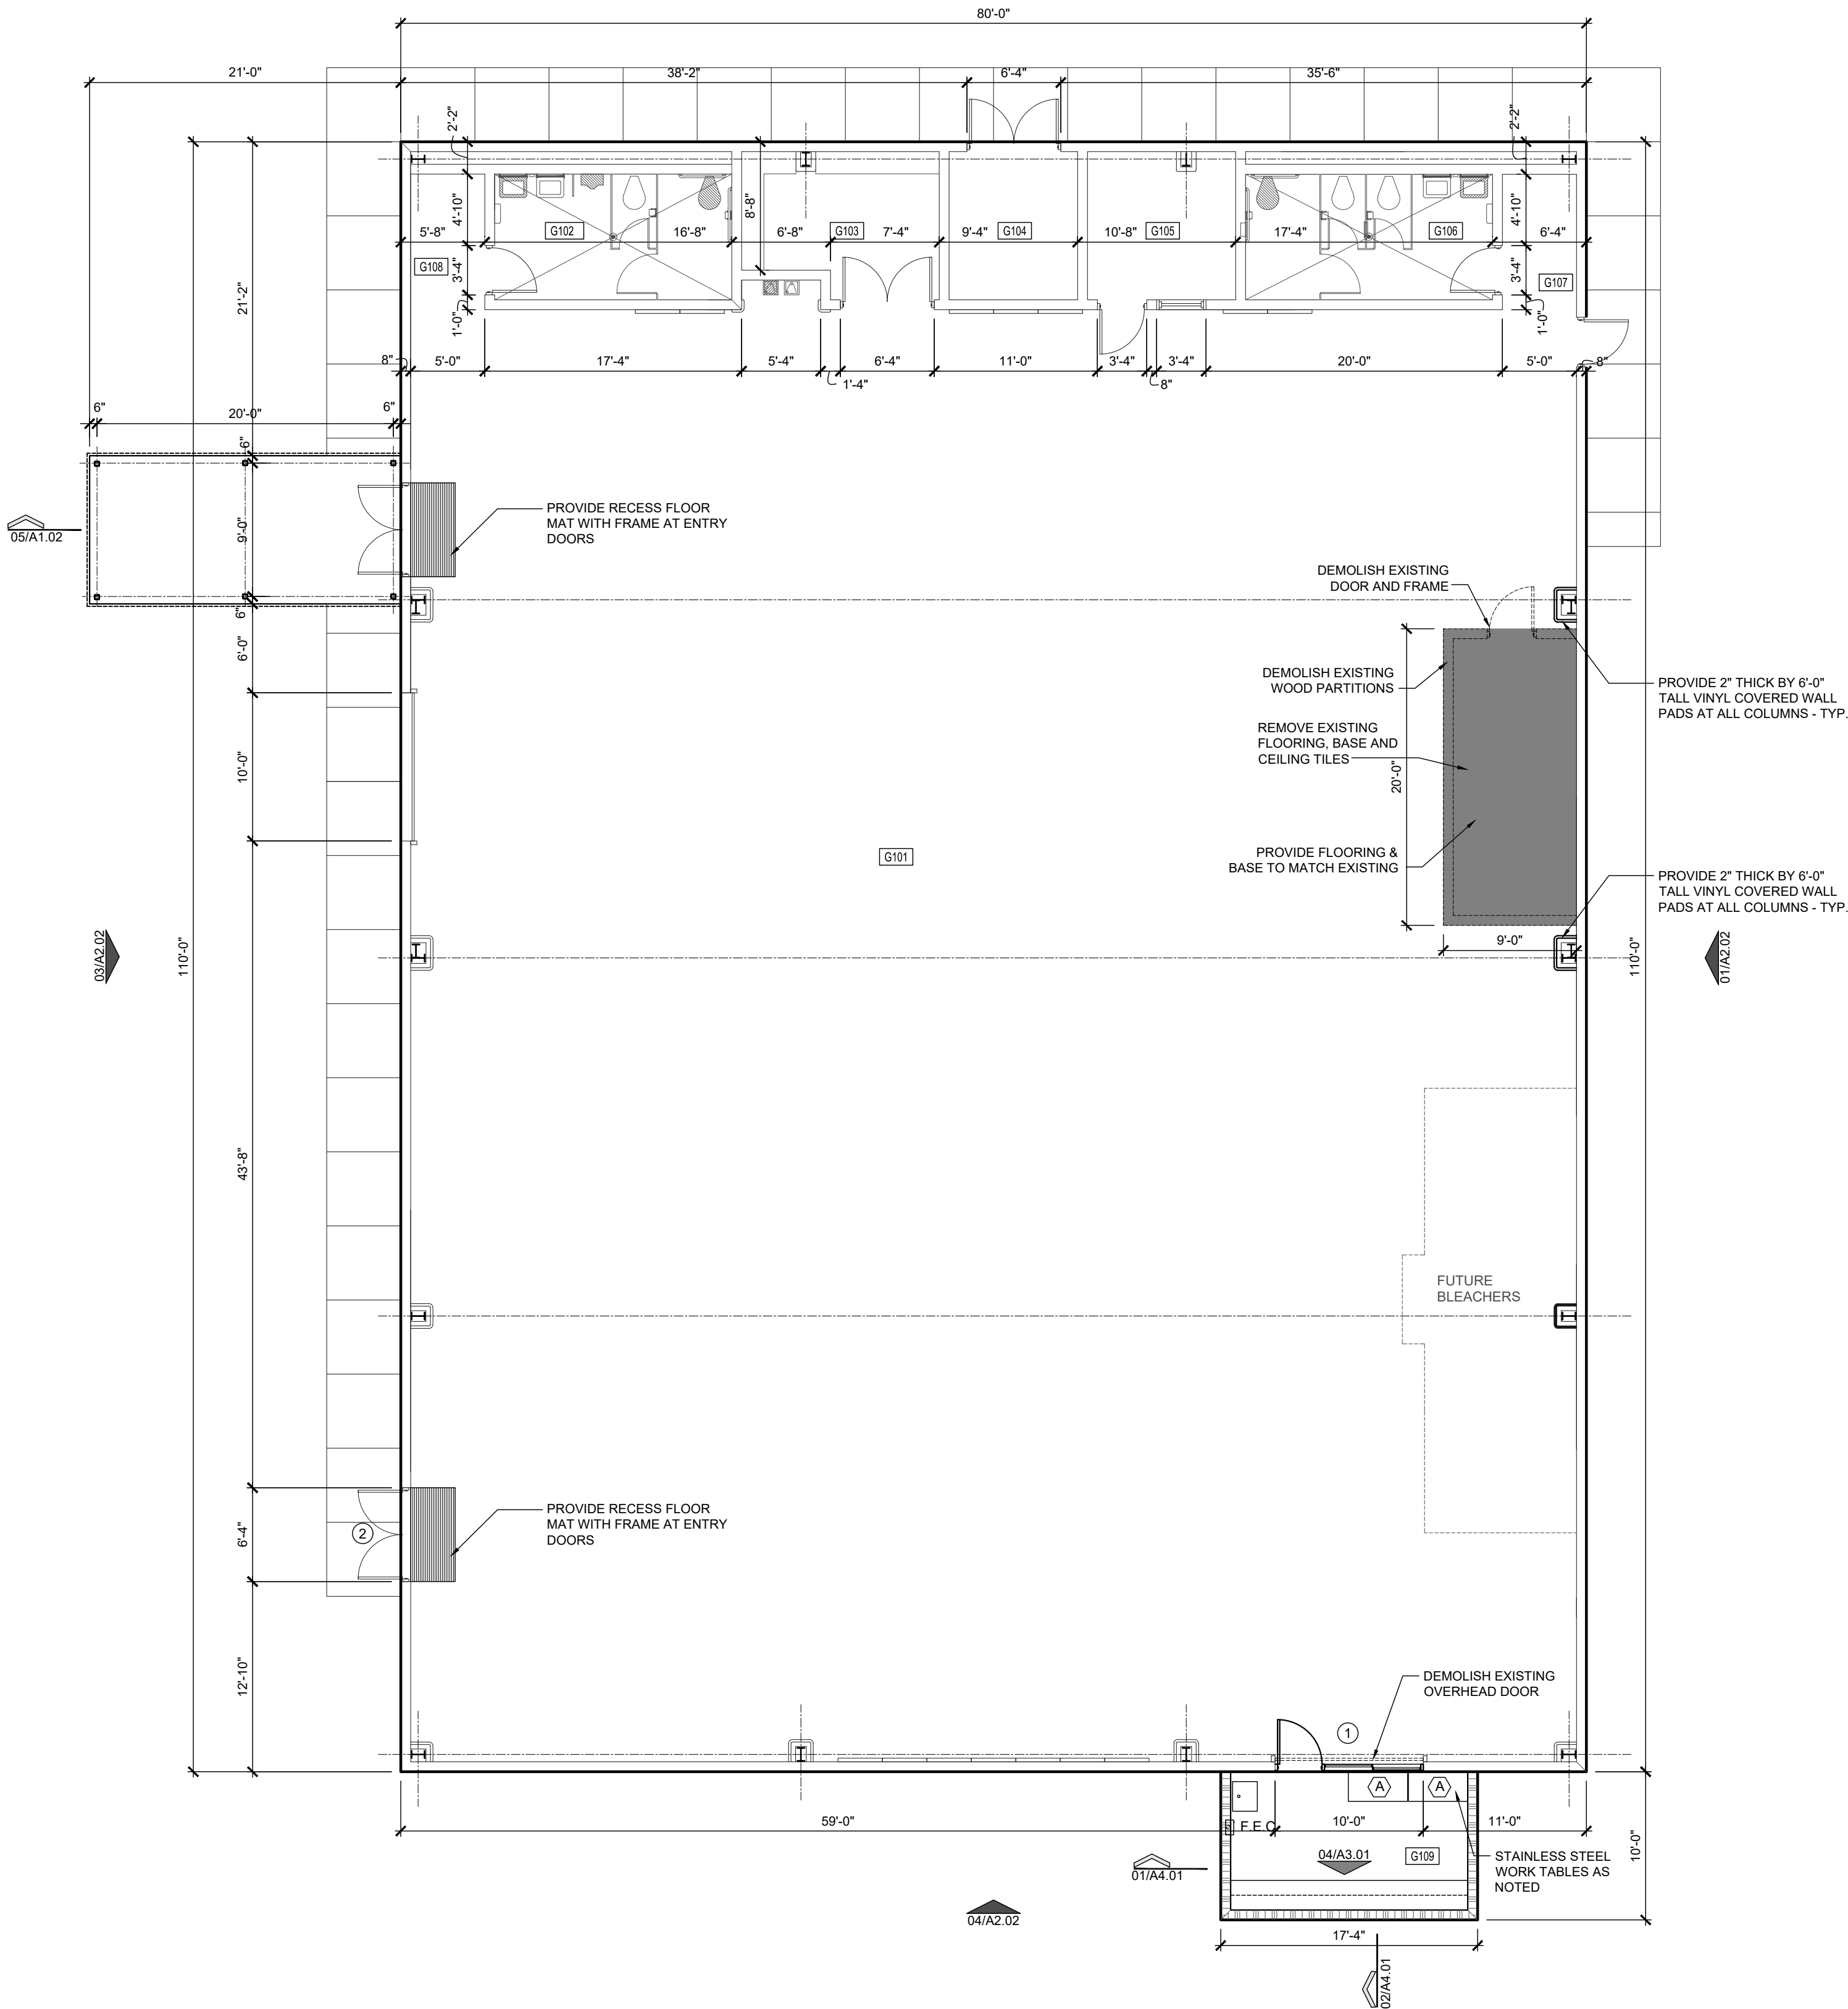 80'-0"
21'-0"
38'-2"
6'-4"
35'-6"
2'-2"
2'-2"
4'-10"
8'-8"
4'-10"
5'-8"
G102
16'-8"
6'-8"
G103
7'-4"
9'-4"
G104
10'-8"
G105
17'-4"
G106
6'-4"
G108
3'-4"
3'-4"
G107
21'-2"
1'-0"
1'-0"
8"
5'-0"
17'-4"
5'-4"
1'-4"
6'-4"
11'-0"
3'-4"
8"
3'-4"
20'-0"
5'-0"
8"
6"
20'-0"
6"
6"
05/A1.02
9'-0"
PROVIDE RECESS FLOOR
MAT WITH FRAME AT ENTRY
DOORS
DEMOLISH EXISTING
DOOR AND FRAME
6"
6'-0"
DEMOLISH EXISTING
WOOD PARTITIONS
PROVIDE 2" THICK BY 6'-0"
TALL VINYL COVERED WALL
PADS AT ALL COLUMNS - TYP.
REMOVE EXISTING
FLOORING, BASE AND
CEILING TILES
10'-0"
20'-0"
G101
PROVIDE FLOORING &
BASE TO MATCH EXISTING
PROVIDE 2" THICK BY 6'-0"
TALL VINYL COVERED WALL
PADS AT ALL COLUMNS - TYP.
9'-0"
03/A2.02
110'-0"
110'-0"
01/A2.02
43'-8"
FUTURE
BLEACHERS
PROVIDE RECESS FLOOR
MAT WITH FRAME AT ENTRY
DOORS
2
6'-4"
12'-10"
DEMOLISH EXISTING
OVERHEAD DOOR
1
A
A
59'-0"
F.E.C
10'-0"
11'-0"
10'-0"
04/A3.01
G109
STAINLESS STEEL
WORK TABLES AS
NOTED
01/A4.01
04/A2.02
17'-4"
02/A4.01